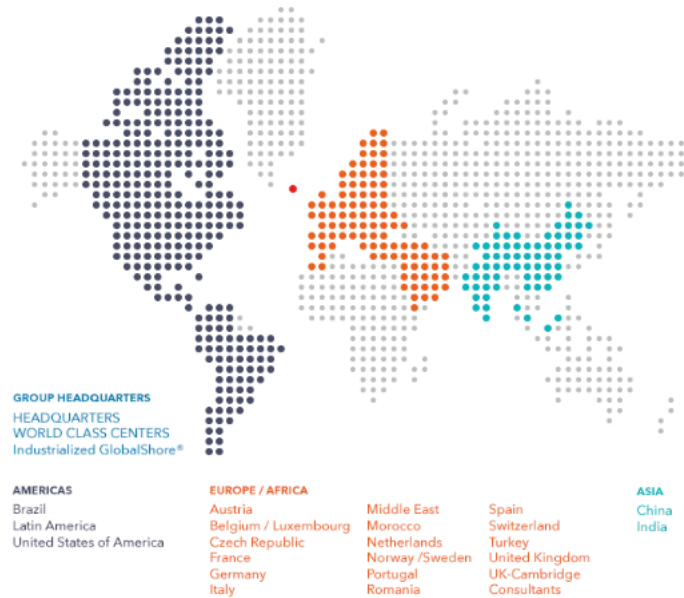 GROUP HEADQUARTERS
HEADQUARTERS
WORLD CLASS CENTERS
Industrialized GlobalShore®
AMERICAS
Brazil
Latin America
United States of America
EUROPE / AFRICA
Austria
Belgium / Luxembourg
Czech Republic
France
Germany
Italy
Middle East
Morocco
Netherlands
Norway /Sweden
Portugal
Romania
Spain
Switzerland
Turkey
United Kingdom
UK-Cambridge
Consultants
ASIA
China
India